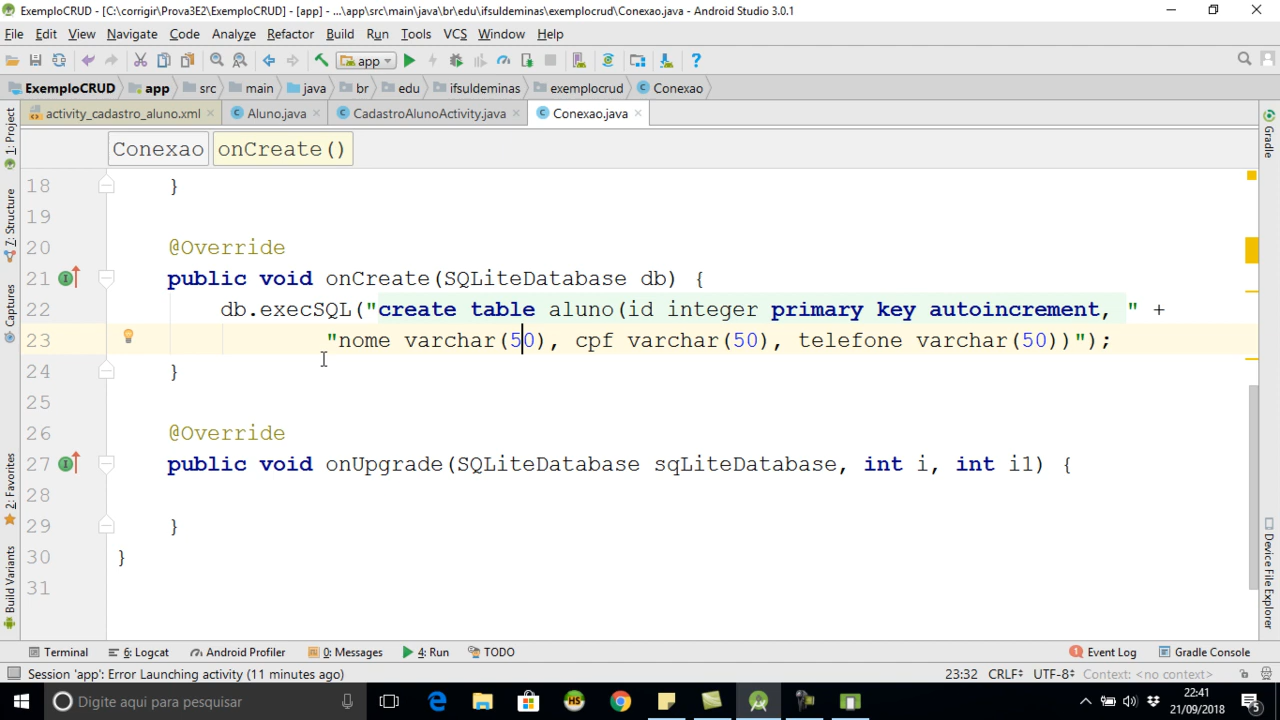 ExemploCRUD - [C:\corrigir\Prova3E2\ExemploCRUD] - [app] - ...\app\src\main\java\br\edu\ifsuldeminas\exemplocrud\Conexao.java - Android Studio 3.0.1
File Edit View Navigate Code Analyze Refactor Build Run Tools VCS Window Help
app
ExemploCRUD app src main java br edu ifsuldeminas exemplocrud Conexao
activity_cadastro_aluno.xml Aluno.java CadastroAlunoActivity.java Conexao.java
Conexao onCreate()
18 }
19
20 @Override
21 public void onCreate(SQLiteDatabase db) {
22 db.execSQL("create table aluno(id integer primary key autoincrement, " +
23 "nome varchar(50), cpf varchar(50), telefone varchar(50))");
24 }
25
26 @Override
27 public void onUpgrade(SQLiteDatabase sqLiteDatabase, int i, int i1) {
28
29 }
30 }
31
1: Project
7: Structure
Captures
2: Favorites
Build Variants
Gradle
Device File Explorer
Terminal 6: Logcat Android Profiler 0: Messages 4: Run TODO Event Log Gradle Console
Session 'app': Error Launching activity (11 minutes ago) 23:32 CRLF÷ UTF-8÷ Context: <no context>
Digite aqui para pesquisar
22:41
21/09/2018
5